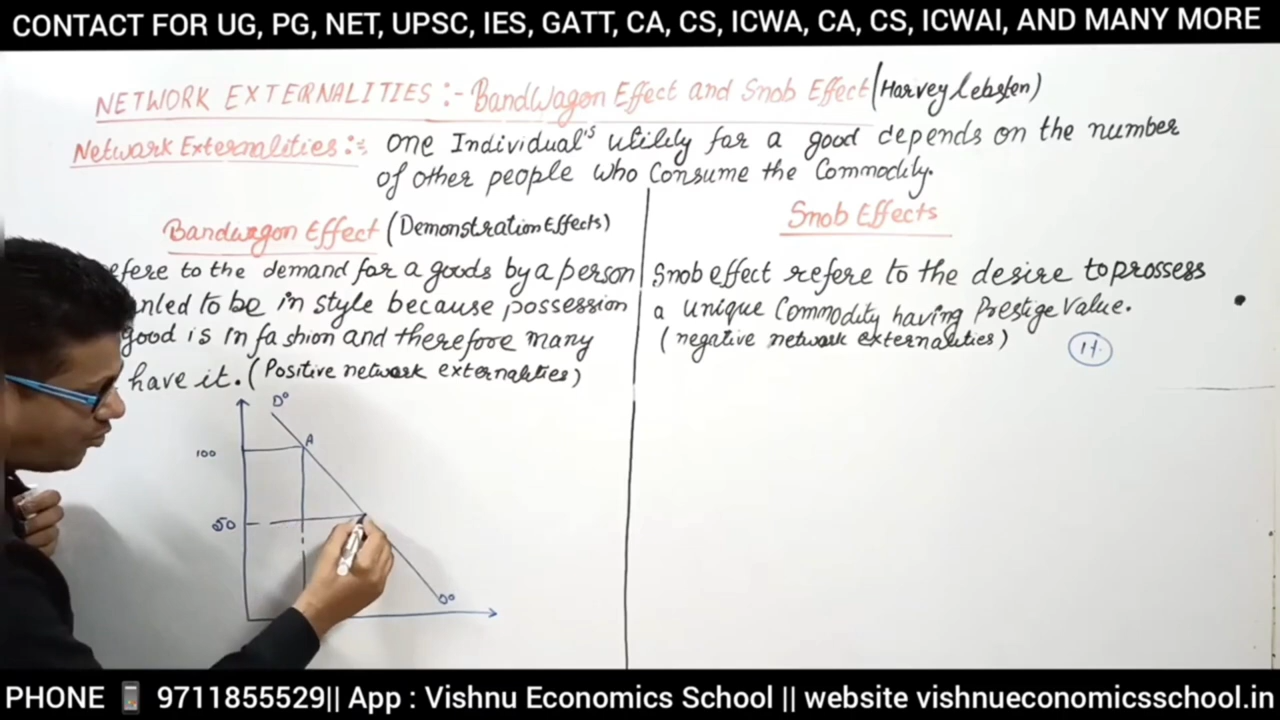 CONTACT FOR UG, PG, NET, UPSC, IES, GATT, CA, CS, ICWA, CA, CS, ICWAI, AND MANY MORE
NETWORK EXTERNALITIES :- BandWagon Effect and Snob Effect (Harvey Lebsten)
Network Externalities :- One Individual's utility for a good depends on the number
of other people who Consume the Commodity.
Bandwagon Effect (Demonstration Effects)
efere to the demand for a goods by a person
nted to be in style because possession
good is in fashion and therefore many
have it. (Positive network externalities)
Snob Effects
Snob effect refere to the desire to prossess
a unique Commodity having Prestige Value.
(negative network externalities)
D°
A
100
50
D°
PHONE 9711855529|| App : Vishnu Economics School || website vishnueconomicsschool.in